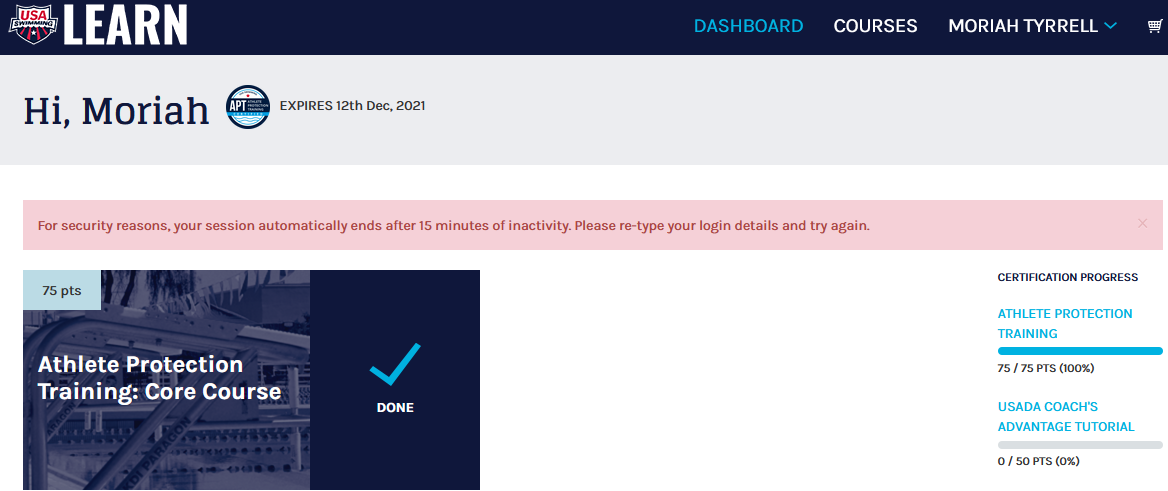 USA
SWIMMING
LEARN
DASHBOARD
COURSES
MORIAH TYRRELL
Hi, Moriah
APT
ATHLETE
PROTECTION
TRAINING
EXPIRES 12th Dec, 2021
For security reasons, your session automatically ends after 15 minutes of inactivity. Please re-type your login details and try again.
×
75 pts
Athlete Protection
Training: Core Course
DONE
CERTIFICATION PROGRESS
ATHLETE PROTECTION
TRAINING
75 / 75 PTS (100%)
USADA COACH'S
ADVANTAGE TUTORIAL
0 / 50 PTS (0%)